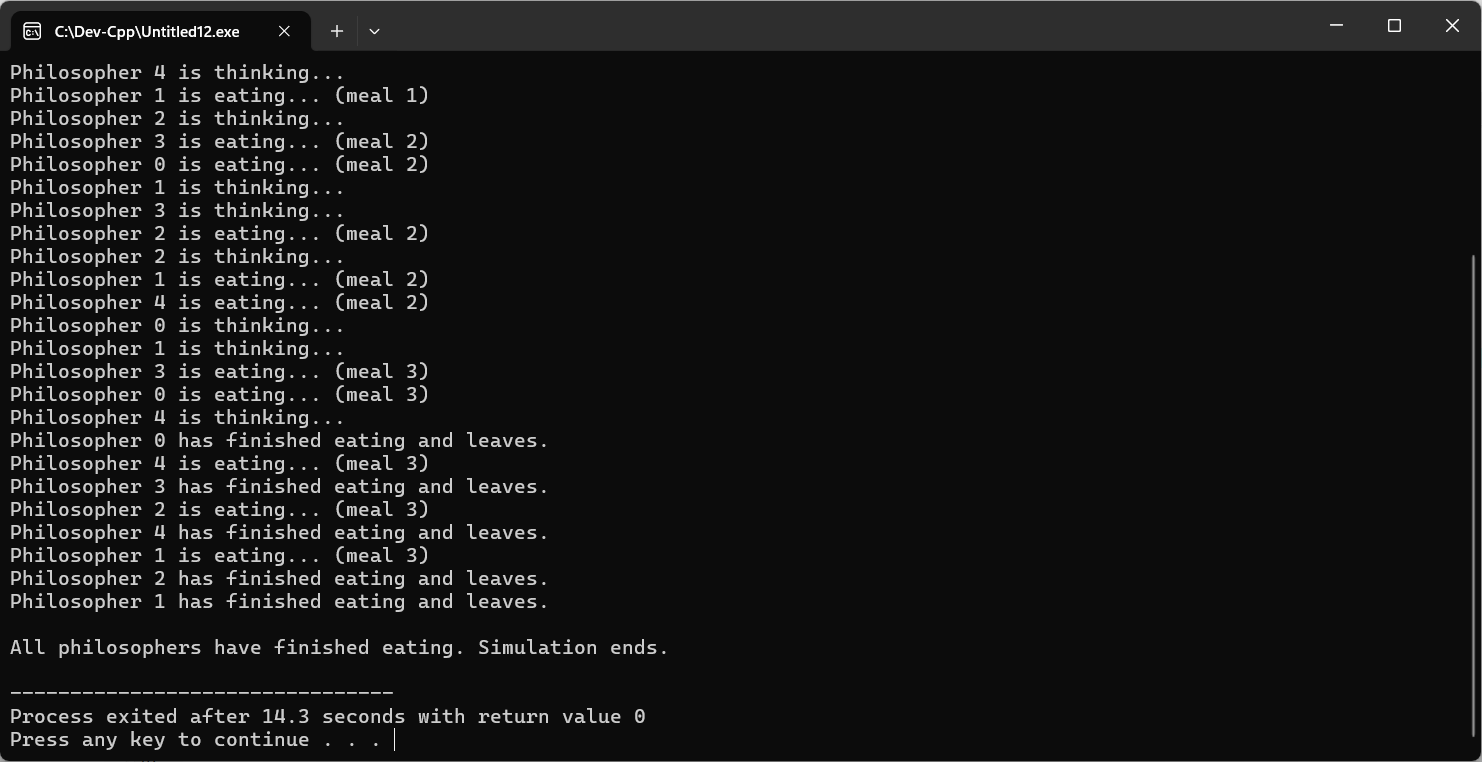 C:\Dev-Cpp\Untitled12.exe
Philosopher 4 is thinking...
Philosopher 1 is eating... (meal 1)
Philosopher 2 is thinking...
Philosopher 3 is eating... (meal 2)
Philosopher 0 is eating... (meal 2)
Philosopher 1 is thinking...
Philosopher 3 is thinking...
Philosopher 2 is eating... (meal 2)
Philosopher 2 is thinking...
Philosopher 1 is eating... (meal 2)
Philosopher 4 is eating... (meal 2)
Philosopher 0 is thinking...
Philosopher 1 is thinking...
Philosopher 3 is eating... (meal 3)
Philosopher 0 is eating... (meal 3)
Philosopher 4 is thinking...
Philosopher 0 has finished eating and leaves.
Philosopher 4 is eating... (meal 3)
Philosopher 3 has finished eating and leaves.
Philosopher 2 is eating... (meal 3)
Philosopher 4 has finished eating and leaves.
Philosopher 1 is eating... (meal 3)
Philosopher 2 has finished eating and leaves.
Philosopher 1 has finished eating and leaves.
All philosophers have finished eating. Simulation ends.
--------------------------------
Process exited after 14.3 seconds with return value 0
Press any key to continue . . .